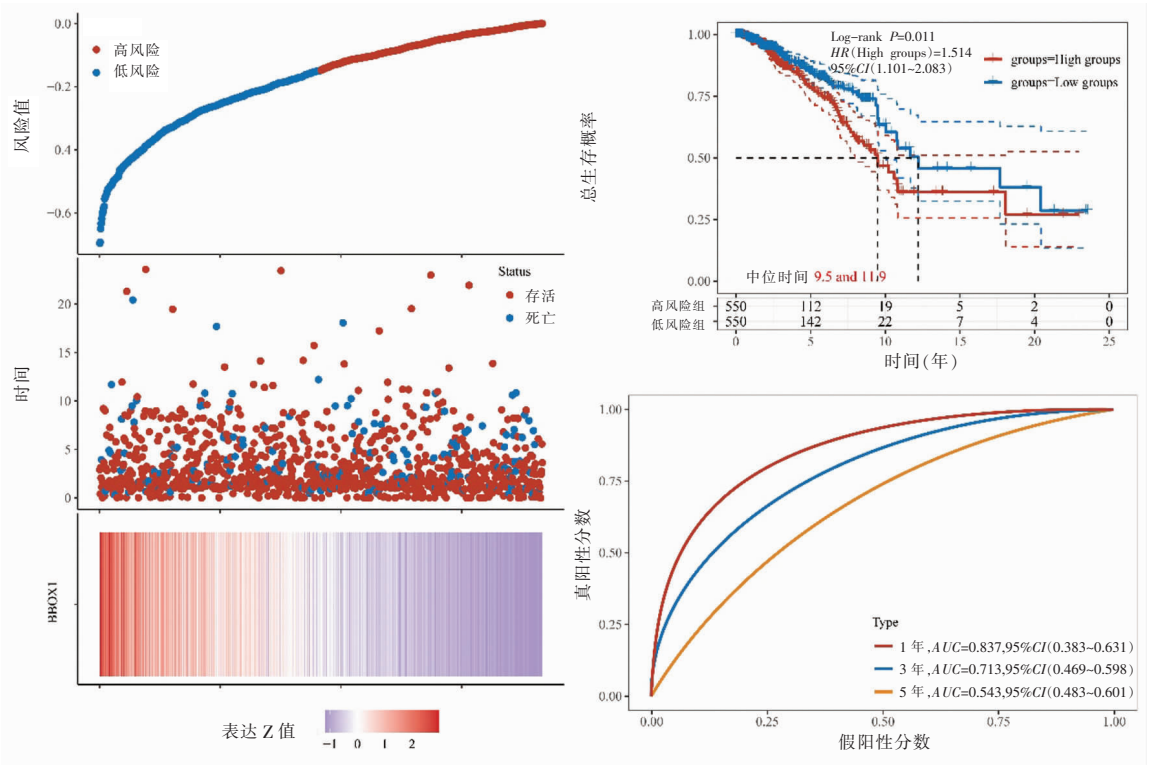 0.0
−0.2
0.4
−0.6
风险值
高风险
低风险
20
15
10
5
0
时间
Status
存活
死亡
BBOX1
表达 Z 值
−1 0 1 2
1.00
0.75
0.50
0.25
0.00
总生存概率
Log-rank P=0.011
HR(High groups)=1.514
95%CI(1.101~2.083)
groups=High groups
groups=Low groups
中位时间 9.5 and 11.9
高风险组 550 112 19 5 2 0
低风险组 550 142 22 7 4 0
0 5 10 15 20 25
时间(年)
1.00
0.75
0.50
0.25
0.00
真阳性分数
Type
1 年,AUC=0.837,95%CI(0.383~0.631)
3 年,AUC=0.713,95%CI(0.469~0.598)
5 年,AUC=0.543,95%CI(0.483~0.601)
0.00 0.25 0.50 0.75 1.00
假阳性分数